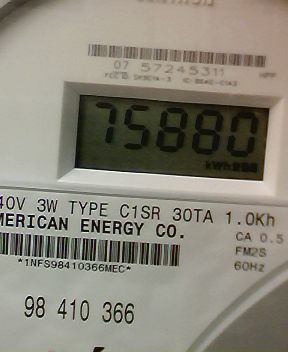 07 57245311
75880
kWh
40V 3W TYPE C1SR 30TA 1.0Kh
MERICAN ENERGY CO.
CA 0.5
FM2S
*1NFS98410366MEC*
60Hz
98 410 366